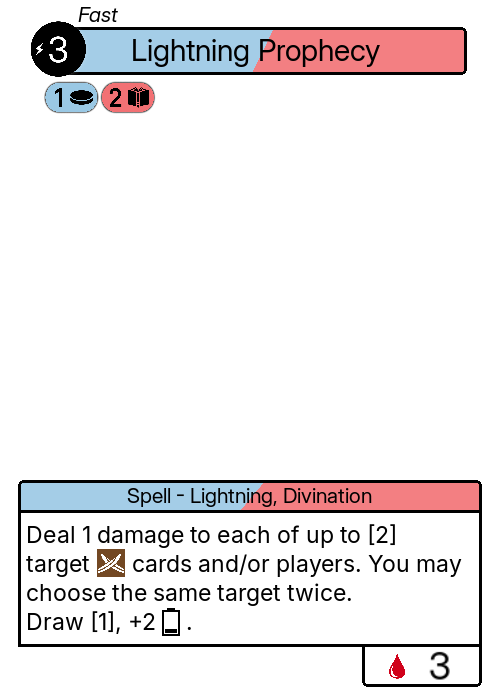 Fast
3 Lightning Prophecy
1 2
Spell - Lightning, Divination
Deal 1 damage to each of up to [2]
target cards and/or players. You may
choose the same target twice.
Draw [1], +2 .
3